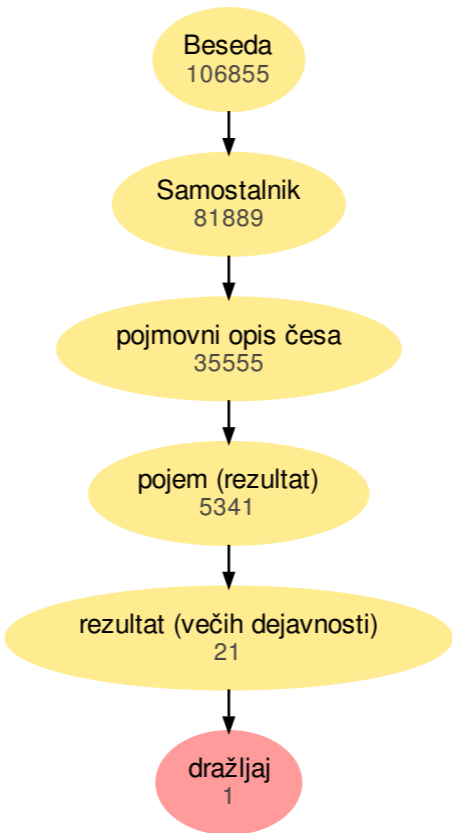 Beseda
106855
Samostalnik
81889
pojmovni opis česa
35555
pojem (rezultat)
5341
rezultat (večih dejavnosti)
21
dražljaj
1